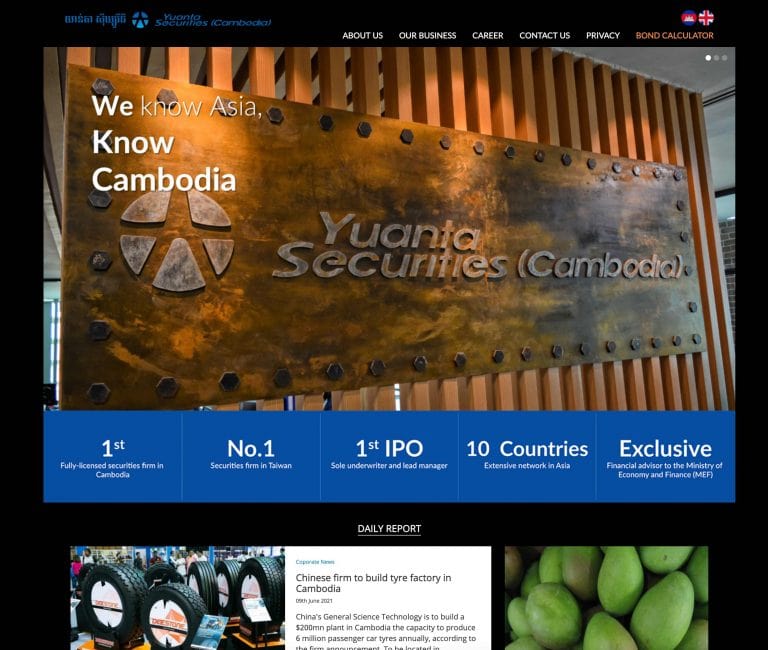 យន់តា ស៊ីឃ្យួរីធី
Yuanta
Securities (Cambodia)
ABOUT US
OUR BUSINESS
CAREER
CONTACT US
PRIVACY
BOND CALCULATOR
We know Asia,
Know
Cambodia
Yuanta
Securities (Cambodia)
1st
Fully-licensed securities firm in
Cambodia
No.1
Securities firm in Taiwan
1st IPO
Sole underwriter and lead manager
10 Countries
Extensive network in Asia
Exclusive
Financial advisor to the Ministry of
Economy and Finance (MEF)
DAILY REPORT
Coporate News
Chinese firm to build tyre factory in
Cambodia
09th June 2021
China's General Science Technology is to build a
$200mn plant in Cambodia the capacity to produce
6 million passenger car tyres annually, according to
the firm announcement. To be located in
DEESTONE
DEESTONE